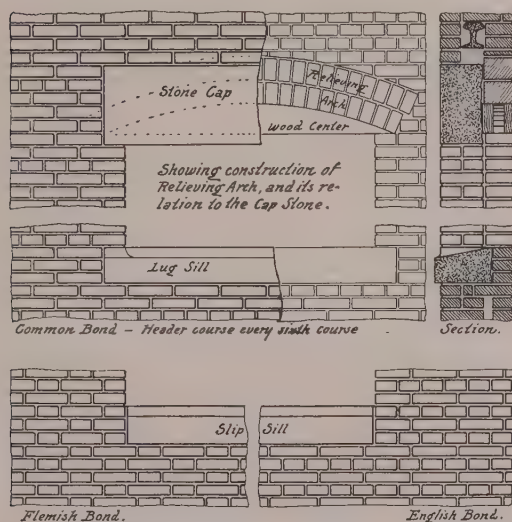 Stone Cap
Relieving
Arch
Wood Center
Showing construction of
Relieving Arch, and its re-
lation to the Cap Stone.
Lug Sill
Common Bond – Header course every sixth course
Section.
Slip Sill
Flemish Bond.
English Bond.